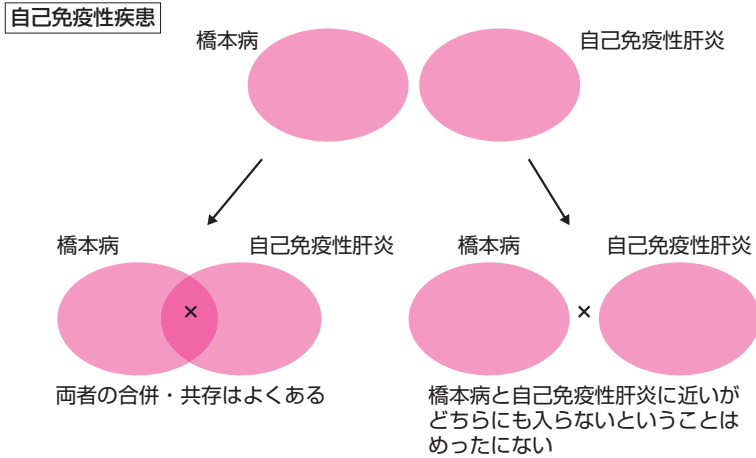 自己免疫性疾患
橋本病
自己免疫性肝炎
橋本病
自己免疫性肝炎
×
両者の合併・共存はよくある
橋本病
自己免疫性肝炎
×
橋本病と自己免疫性肝炎に近いが
どちらにも入らないということは
めったにない